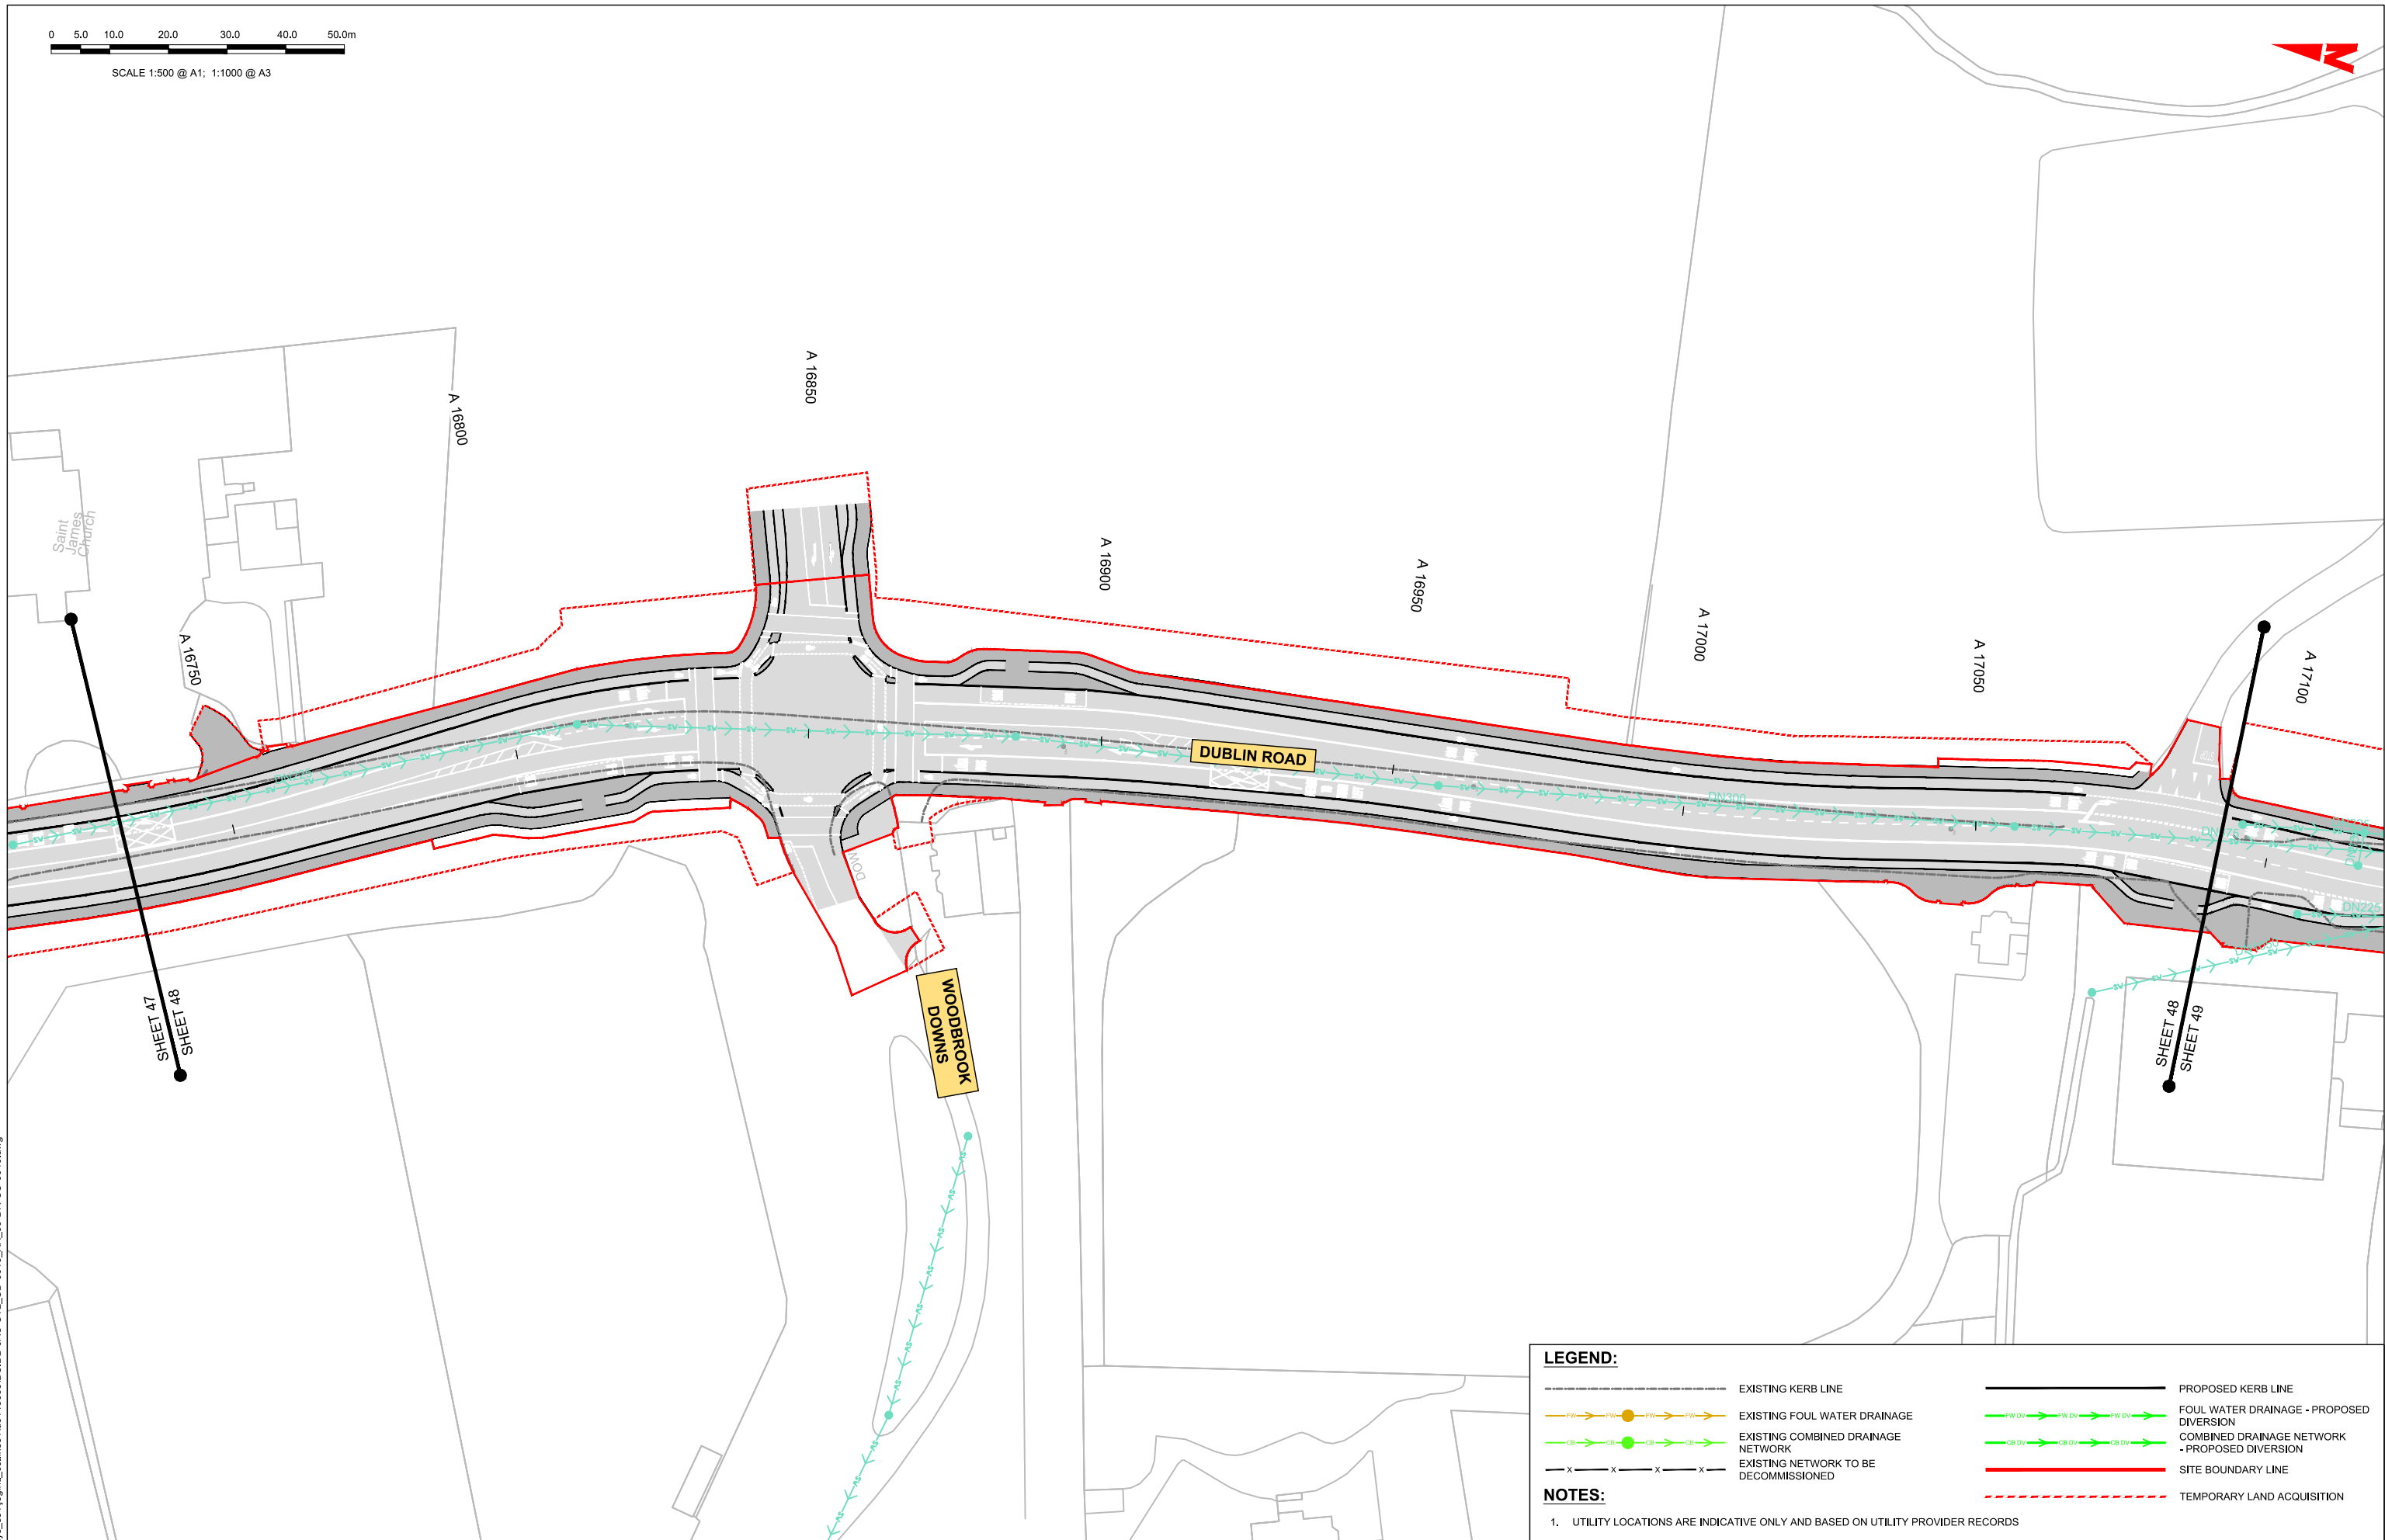 0 5.0 10.0 20.0 30.0 40.0 50.0m
SCALE 1:500 @ A1; 1:1000 @ A3
N
A 16750
A 16800
A 16850
A 16900
A 16950
A 17000
A 17050
A 17100
Saint
James
Church
DUBLIN ROAD
WOODBROOK
DOWNS
DN225
DN300
DN375
DN225
SHEET 47
SHEET 48
SHEET 48
SHEET 49
LEGEND:
EXISTING KERB LINE
EXISTING FOUL WATER DRAINAGE
EXISTING COMBINED DRAINAGE
NETWORK
EXISTING NETWORK TO BE
DECOMMISSIONED
PROPOSED KERB LINE
FOUL WATER DRAINAGE - PROPOSED
DIVERSION
COMBINED DRAINAGE NETWORK
- PROPOSED DIVERSION
SITE BOUNDARY LINE
TEMPORARY LAND ACQUISITION
NOTES:
1. UTILITY LOCATIONS ARE INDICATIVE ONLY AND BASED ON UTILITY PROVIDER RECORDS